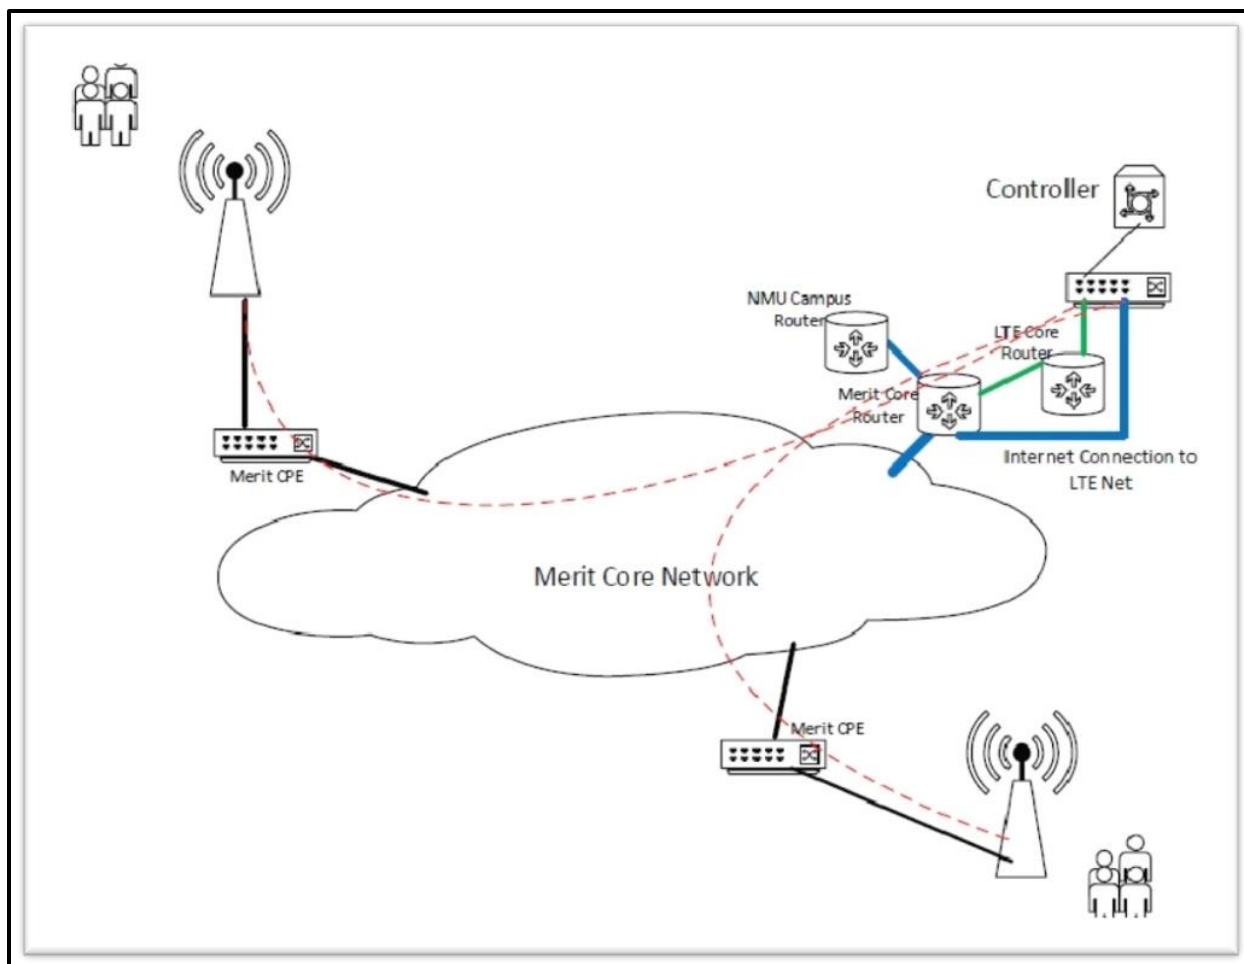 Controller
NMU Campus
Router
LTE Core
Router
Merit Core
Router
Internet Connection to
LTE Net
Merit CPE
Merit Core Network
Merit CPE